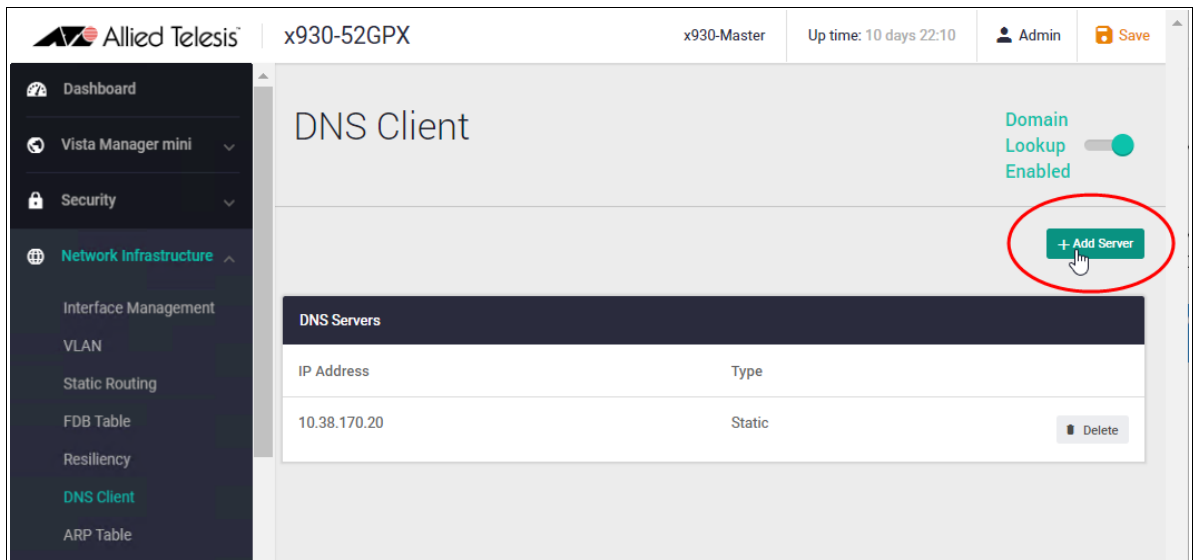 Allied Telesis
x930-52GPX
x930-Master
Up time: 10 days 22:10
Admin
Save
Dashboard
Vista Manager mini
Security
Network Infrastructure
Interface Management
VLAN
Static Routing
FDB Table
Resiliency
DNS Client
ARP Table
DNS Client
Domain
Lookup
Enabled
+ Add Server
DNS Servers
IP Address Type
10.38.170.20 Static Delete